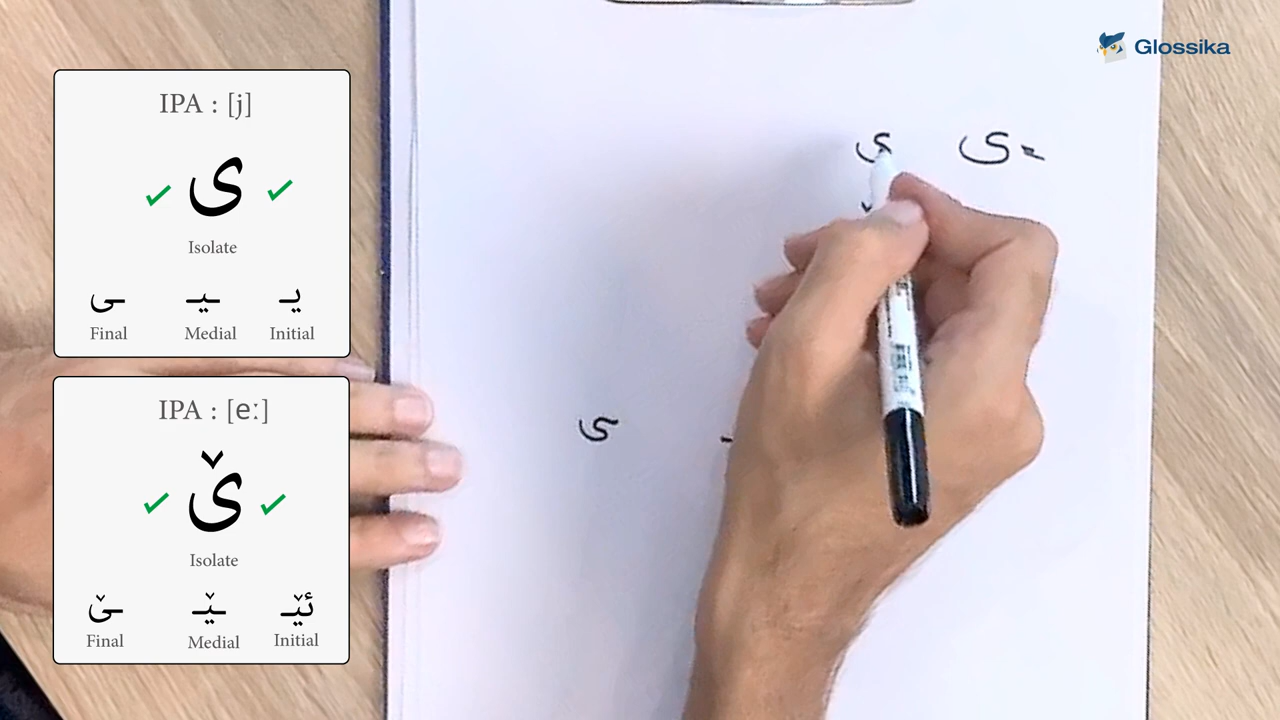 Glossika
IPA : [j]
ی
Isolate
ـی ـیـ یـ
Final Medial Initial
IPA : [eː]
ێ
Isolate
ـێ ـێـ ئێـ
Final Medial Initial
ی ی =
ی